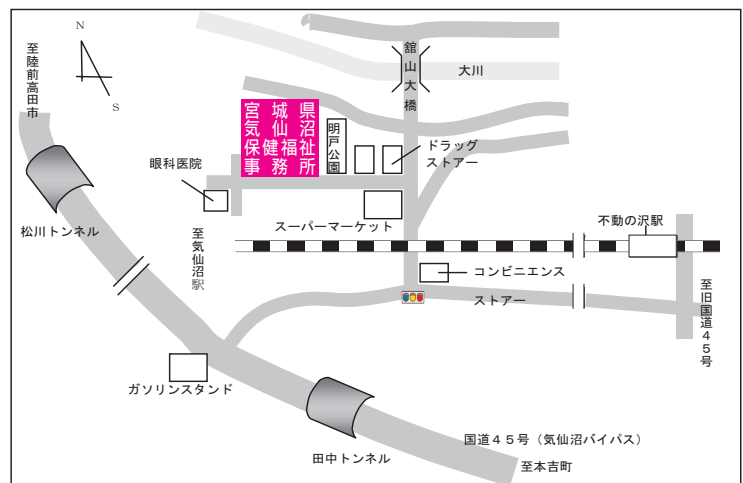 N
S
至陸前高田市
舘山大橋
大川
宮城県
気仙沼
保健福祉
事務所
明戸公園
ドラッグ
ストアー
眼科医院
スーパーマーケット
不動の沢駅
松川トンネル
至気仙沼駅
コンビニエンス
ストアー
至旧国道45号
ガソリンスタンド
国道45号(気仙沼バイパス)
田中トンネル
至本吉町